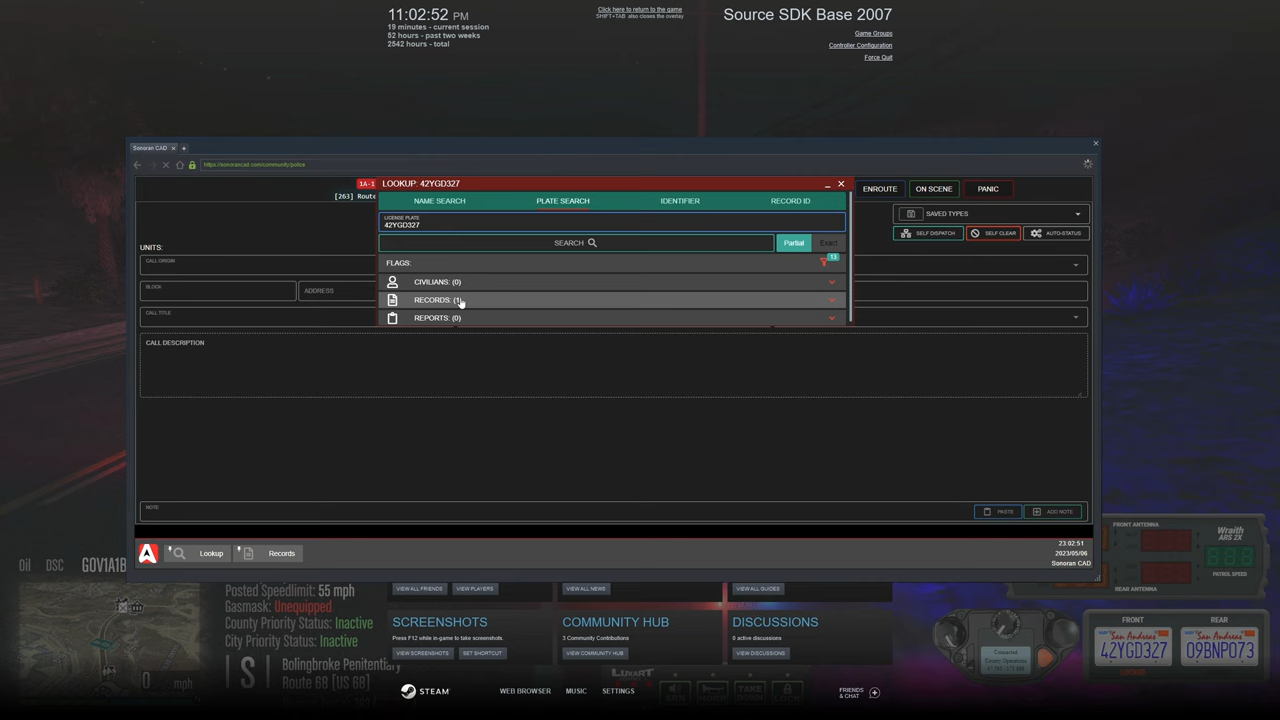 11:02:52 PM
19 minutes - current session
52 hours - past two weeks
2542 hours - total
Click here to return to the game
SHIFT+TAB also closes the overlay
Source SDK Base 2007
Game Groups
Controller Configuration
Force Quit
Sonoran CAD
https://sonorancad.com/community/police
1A-1
LOOKUP: 42YGD327
[263] Route
ENROUTE
ON SCENE
PANIC
NAME SEARCH
PLATE SEARCH
IDENTIFIER
RECORD ID
LICENSE PLATE
42YGD327
SAVED TYPES
SELF DISPATCH
SELF CLEAR
AUTO-STATUS
SEARCH
Partial
Exact
UNITS:
FLAGS:
13
CALL ORIGIN
CIVILIANS: (0)
BLOCK
ADDRESS
RECORDS: (1)
CALL TITLE
REPORTS: (0)
CALL DESCRIPTION
NOTE
PASTE
ADD NOTE
Lookup
Records
23:02:51
2023/05/06
Sonoran CAD
Oil
DSC
GOV1A1B
Posted Speedlimit: 55 mph
Gasmask: Unequipped
County Priority Status: Inactive
City Priority Status: Inactive
| S |
Bolingbroke Penitentiary
Route 68 [US 68]
0 mph
VIEW ALL FRIENDS
VIEW PLAYERS
VIEW ALL NEWS
VIEW ALL GUIDES
SCREENSHOTS
Press F12 while in-game to take screenshots.
VIEW SCREENSHOTS
SET SHORTCUT
COMMUNITY HUB
3 Community Contributions
VIEW COMMUNITY HUB
DISCUSSIONS
0 active discussions
VIEW DISCUSSIONS
FRONT ANTENNA
Wraith
ARS 2X
PATROL SPEED
REAR ANTENNA
Connected
County Operations
FRONT
REAR
San Andreas
42YGD327
San Andreas
09BNP073
LOCKED
LUXART
STEAM
WEB BROWSER
MUSIC
SETTINGS
FRIENDS
& CHAT